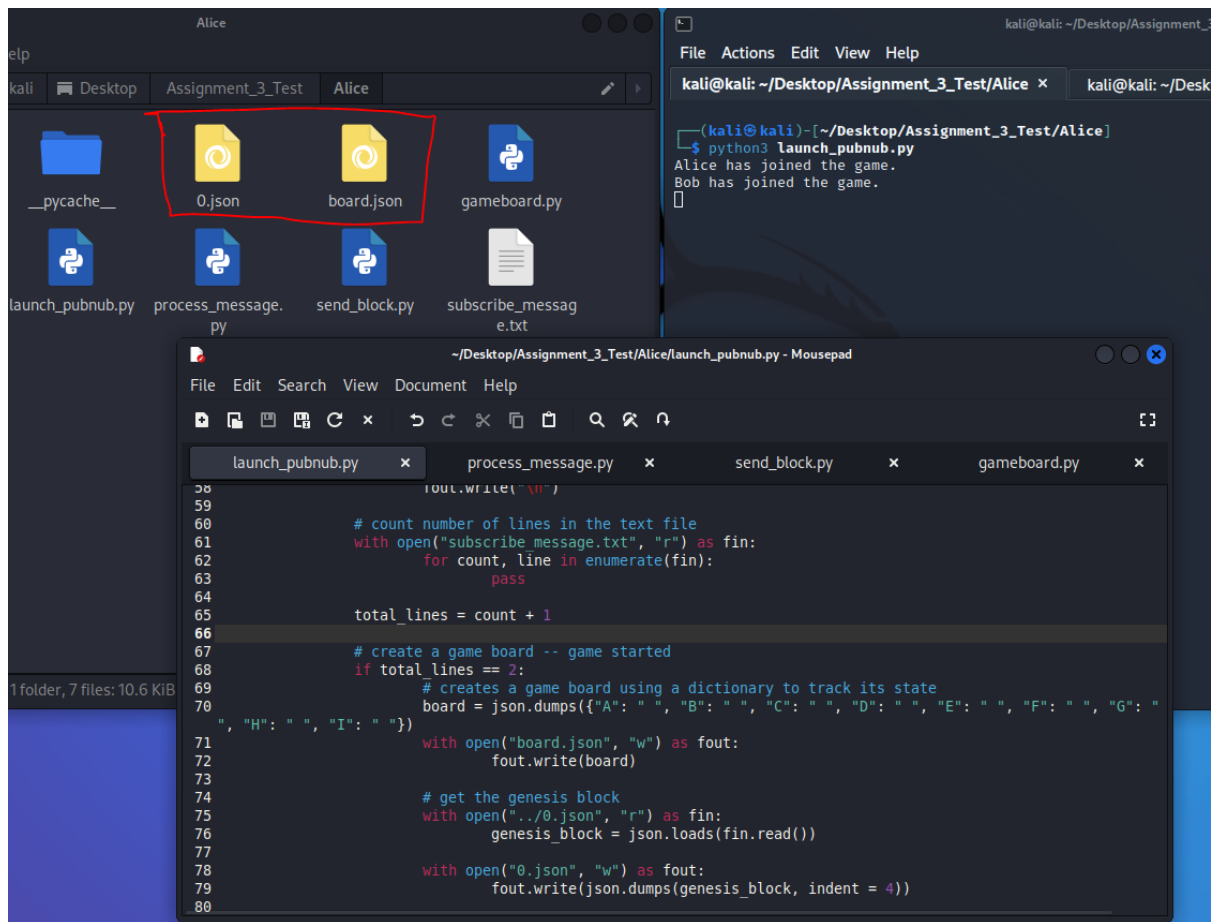 Alice
elp
kali Desktop Assignment_3_Test Alice
__pycache__ 0.json board.json gameboard.py
launch_pubnub.py process_message.py send_block.py subscribe_message.txt
1 folder, 7 files: 10.6 KiB
kali@kali: ~/Desktop/Assignment_3
File Actions Edit View Help
kali@kali: ~/Desktop/Assignment_3_Test/Alice × kali@kali: ~/Desk
┌──(kali㉿kali)-[~/Desktop/Assignment_3_Test/Alice]
└─$ python3 launch_pubnub.py
Alice has joined the game.
Bob has joined the game.
~/Desktop/Assignment_3_Test/Alice/launch_pubnub.py - Mousepad
File Edit Search View Document Help
launch_pubnub.py × process_message.py × send_block.py × gameboard.py ×
58 fout.write("\n")
59
60 # count number of lines in the text file
61 with open("subscribe_message.txt", "r") as fin:
62 for count, line in enumerate(fin):
63 pass
64
65 total_lines = count + 1
66
67 # create a game board -- game started
68 if total_lines == 2:
69 # creates a game board using a dictionary to track its state
70 board = json.dumps({"A": " ", "B": " ", "C": " ", "D": " ", "E": " ", "F": " ", "G": "
", "H": " ", "I": " "})
71 with open("board.json", "w") as fout:
72 fout.write(board)
73
74 # get the genesis block
75 with open("../0.json", "r") as fin:
76 genesis_block = json.loads(fin.read())
77
78 with open("0.json", "w") as fout:
79 fout.write(json.dumps(genesis_block, indent = 4))
80